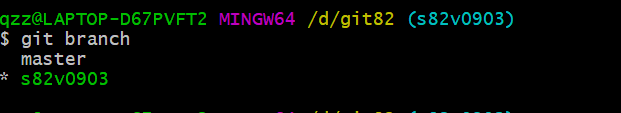 qzz@LAPTOP-D67PVFT2 MINGW64 /d/git82 (s82v0903)
$ git branch
  master
* s82v0903